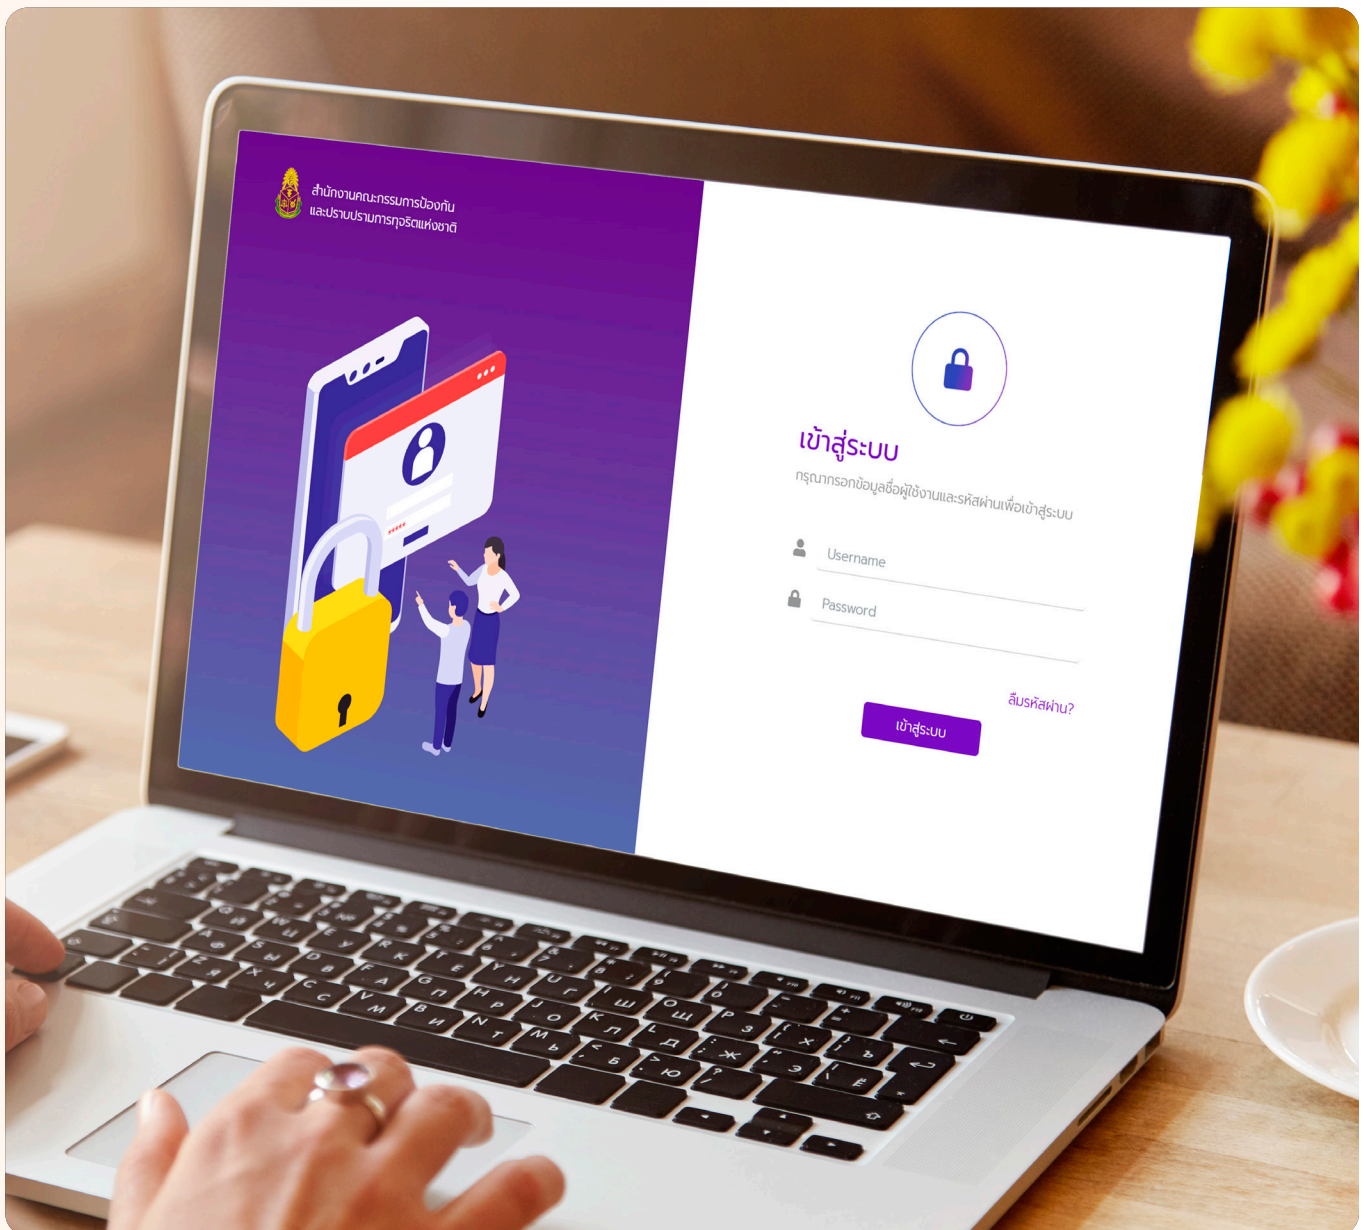 สำนักงานคณะกรรมการป้องกัน
และปราบปรามการทุจริตแห่งชาติ
เข้าสู่ระบบ
กรุณากรอกข้อมูลชื่อผู้ใช้งานและรหัสผ่านเพื่อเข้าสู่ระบบ
Username
Password
ลืมรหัสผ่าน?
เข้าสู่ระบบ